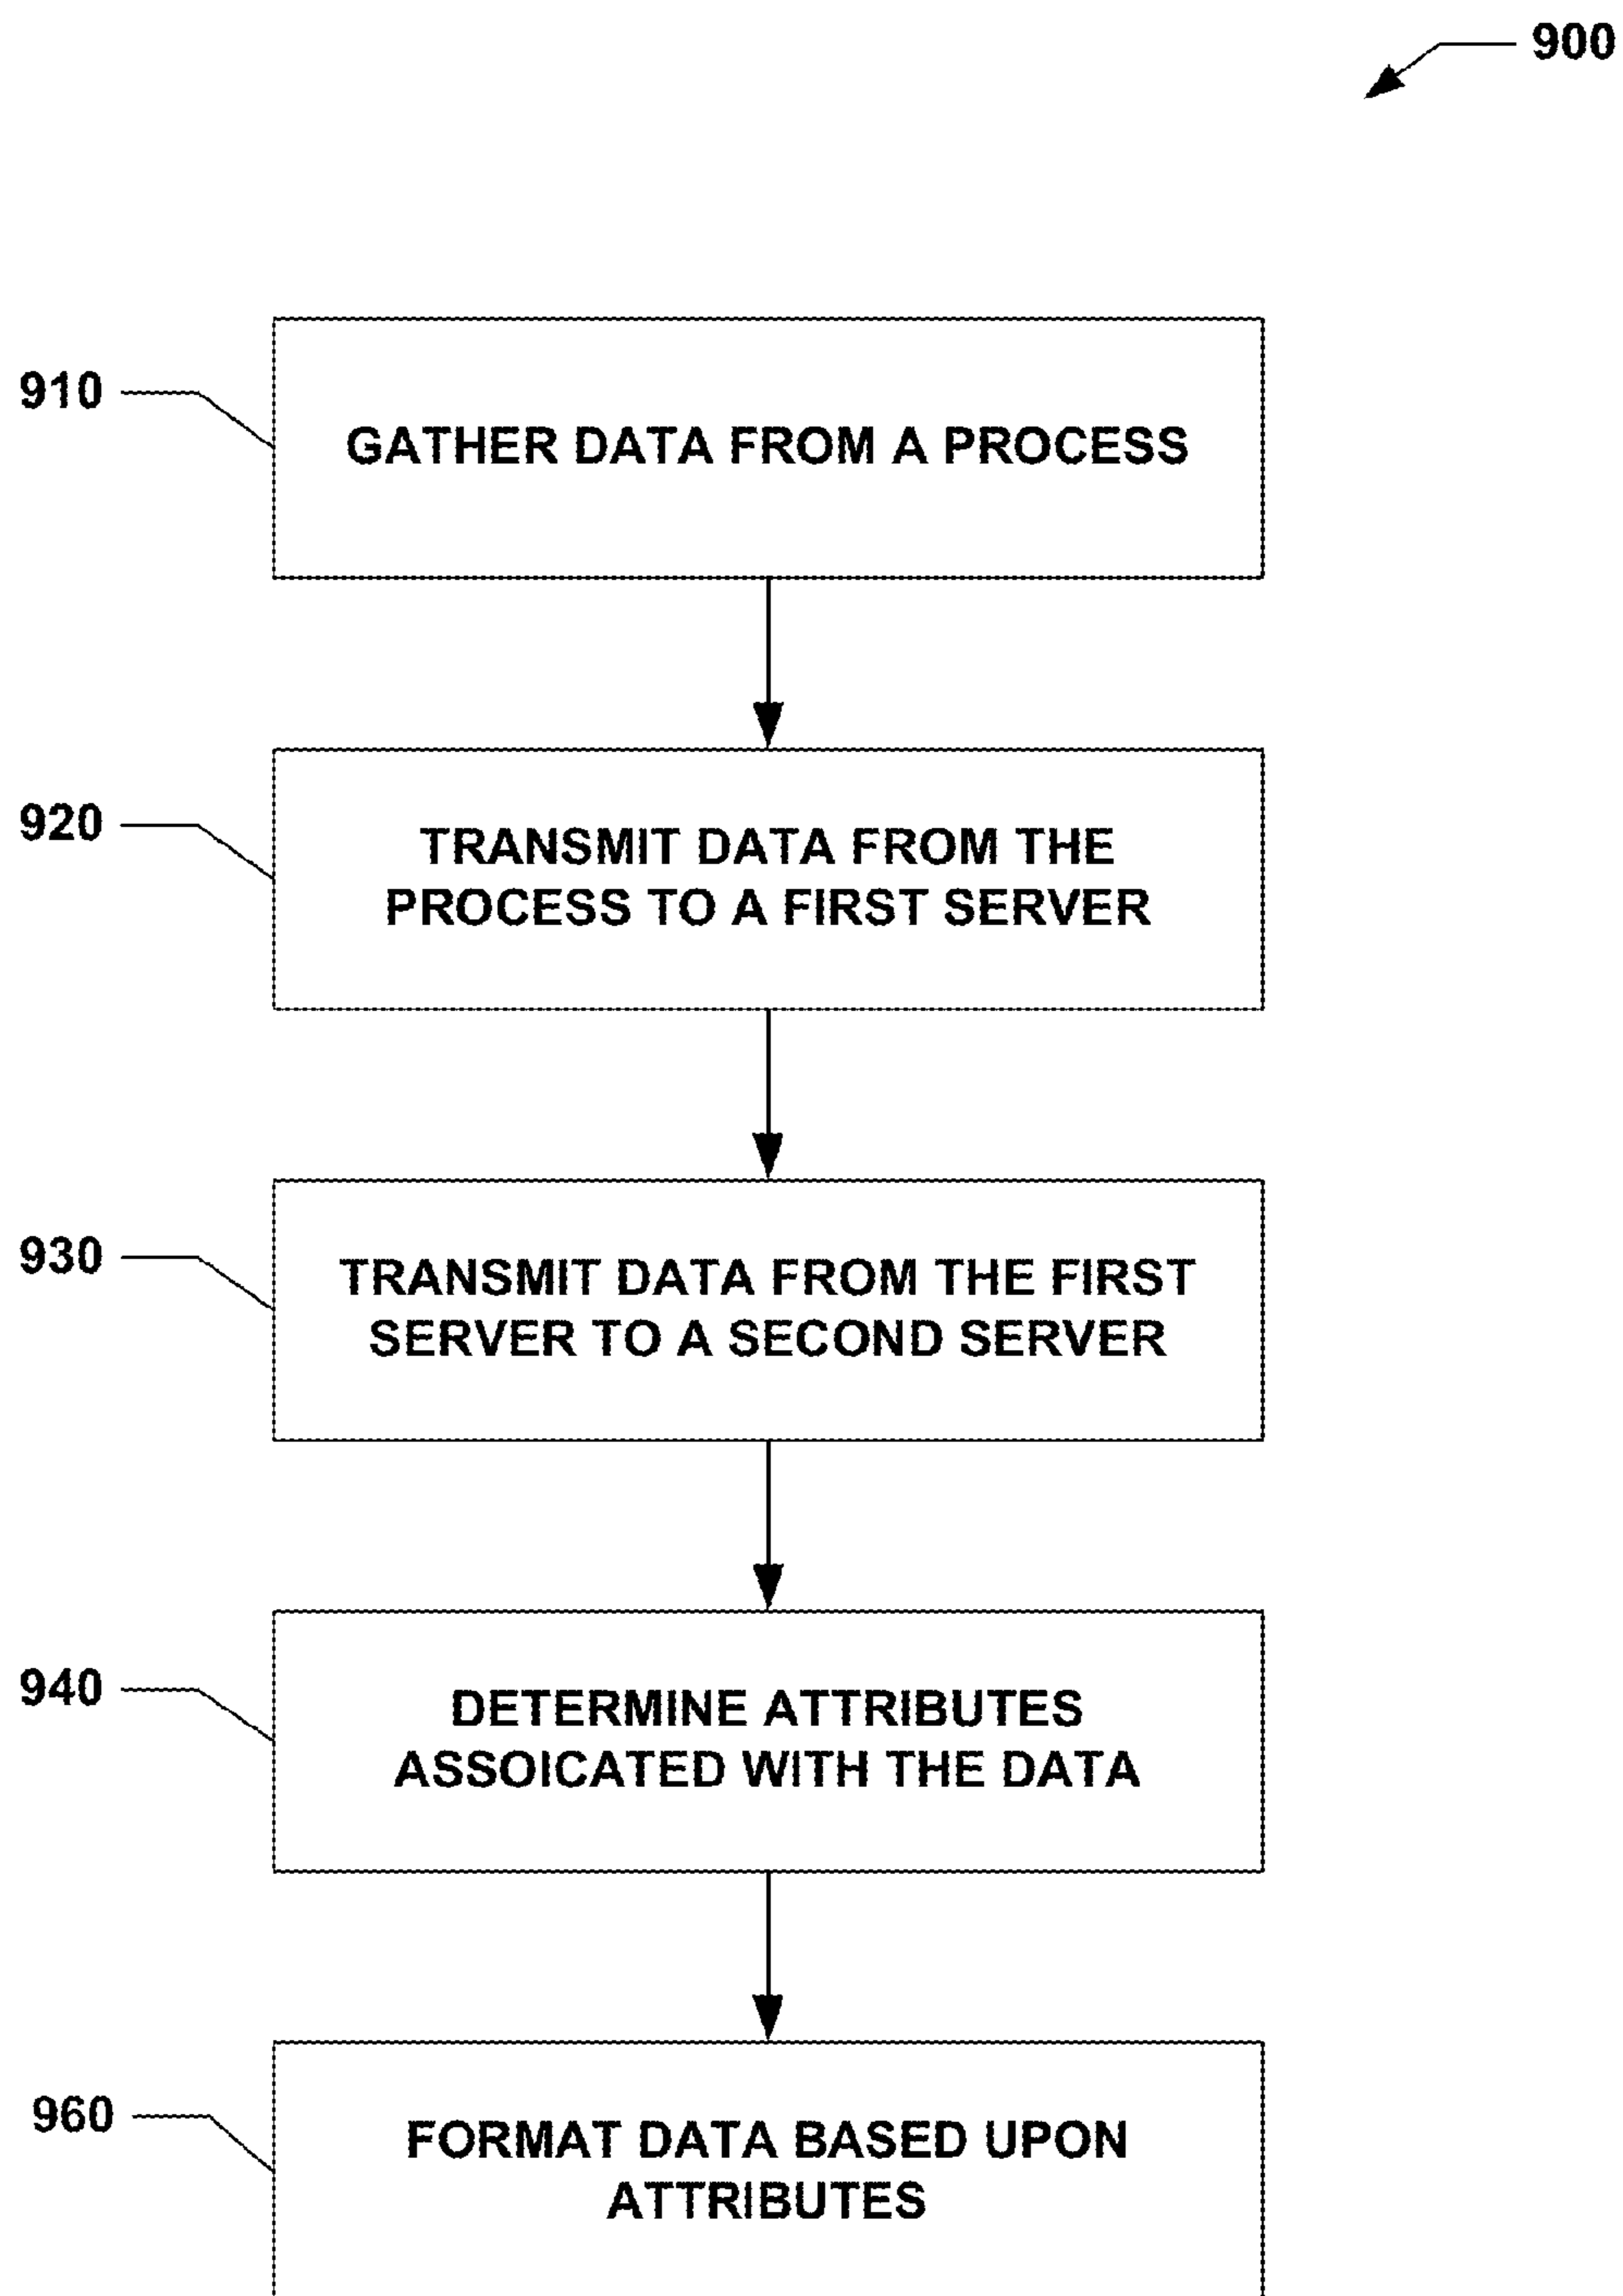 900
910
GATHER DATA FROM A PROCESS
920
TRANSMIT DATA FROM THE
PROCESS TO A FIRST SERVER
930
TRANSMIT DATA FROM THE FIRST
SERVER TO A SECOND SERVER
940
DETERMINE ATTRIBUTES
ASSOICATED WITH THE DATA
960
FORMAT DATA BASED UPON
ATTRIBUTES